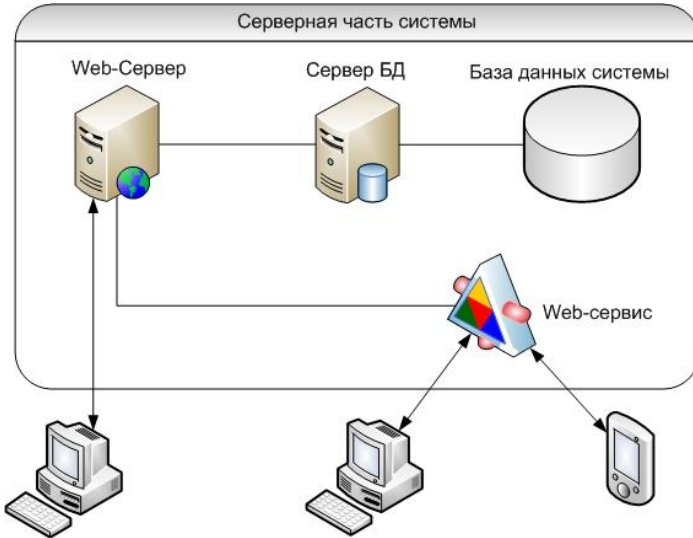 Серверная часть системы
Web-Сервер
Сервер БД
База данных системы
Web-сервис